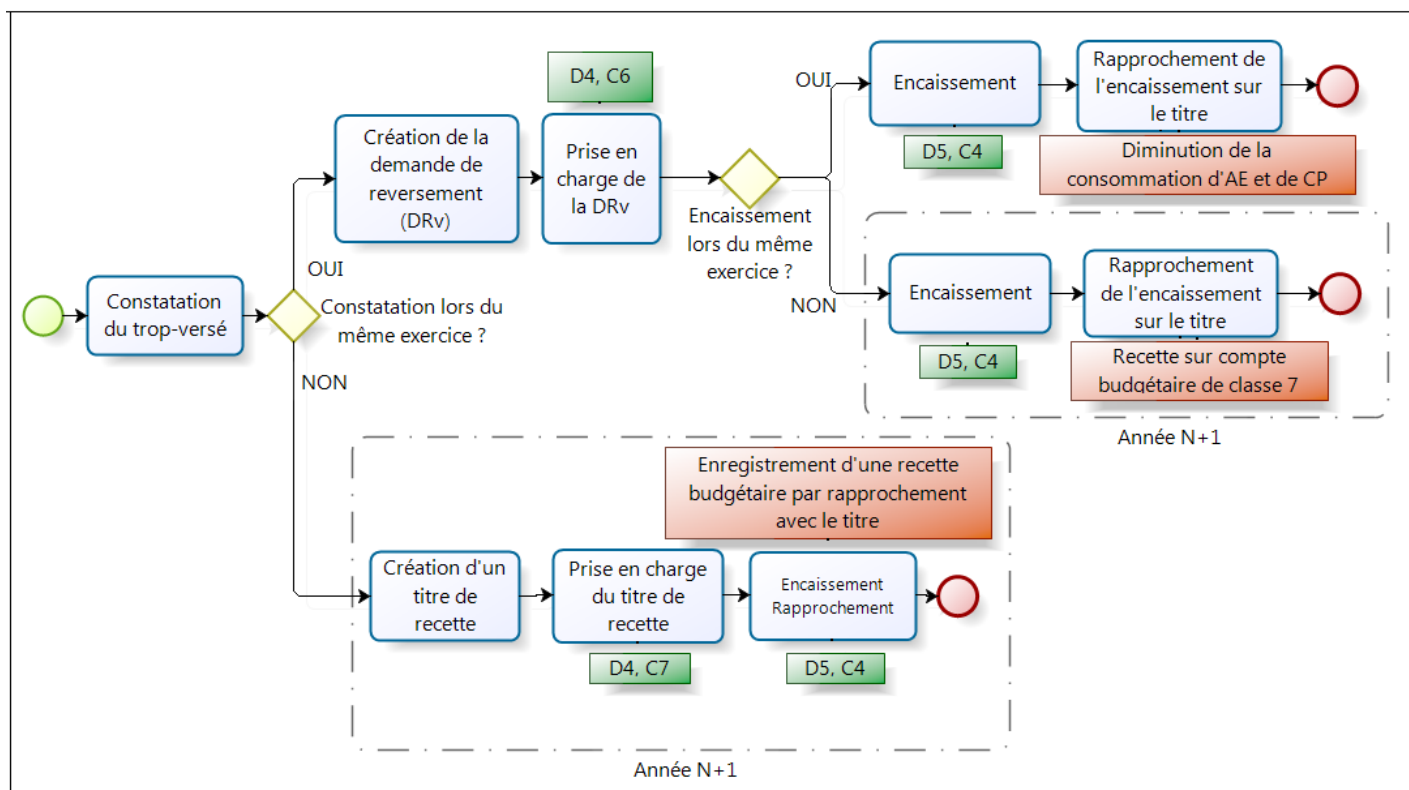 D4, C6
OUI
Encaissement
Rapprochement de
l'encaissement sur
le titre
D5, C4
Diminution de la
consommation d'AE et de CP
Création de la
demande de
reversement
(DRv)
Prise en
charge de
la DRv
Encaissement
lors du même
exercice ?
NON
Encaissement
Rapprochement
de l'encaissement
sur le titre
D5, C4
Recette sur compte
budgétaire de classe 7
Année N+1
Constatation
du trop-versé
OUI
Constatation lors du
même exercice ?
NON
Enregistrement d'une recette
budgétaire par rapprochement
avec le titre
Création d'un
titre de
recette
Prise en charge
du titre de
recette
Encaissement
Rapprochement
D4, C7
D5, C4
Année N+1